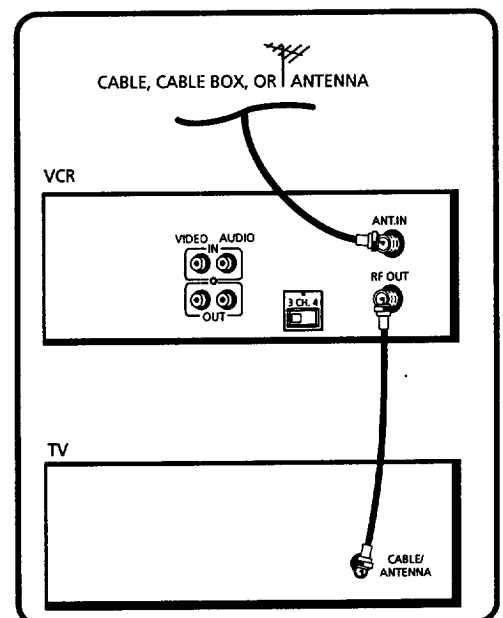 CABLE, CABLE BOX, OR ANTENNA
VCR
ANT.IN
VIDEO AUDIO
IN
RF OUT
3 CH. 4
OUT
TV
CABLE/
ANTENNA